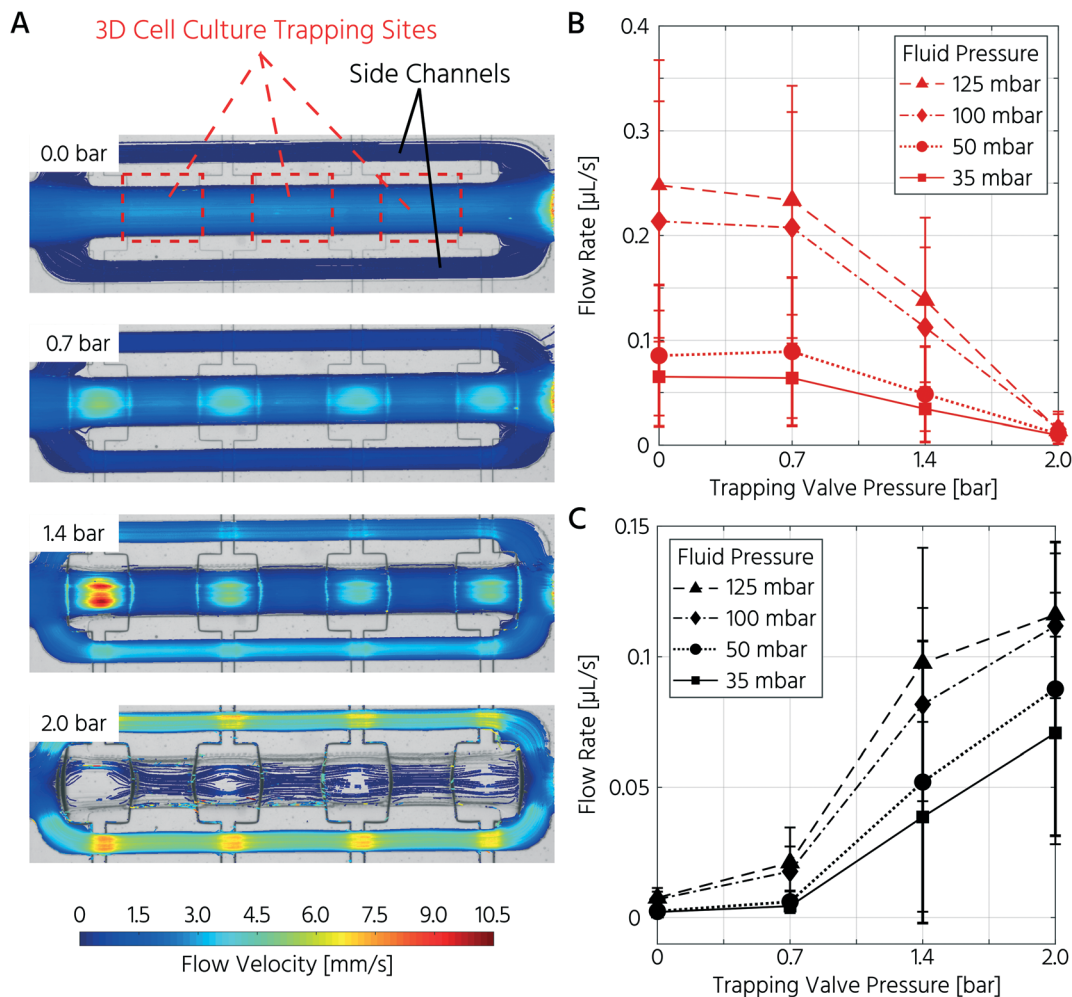 A
3D Cell Culture Trapping Sites
Side Channels
0.0 bar
0.7 bar
1.4 bar
2.0 bar
0 1.5 3.0 4.5 6.0 7.5 9.0 10.5
Flow Velocity [mm/s]
B
Fluid Pressure
125 mbar
100 mbar
50 mbar
35 mbar
0.4
0.3
0.2
0.1
0
Flow Rate [µL/s]
0 0.7 1.4 2.0
Trapping Valve Pressure [bar]
C
Fluid Pressure
125 mbar
100 mbar
50 mbar
35 mbar
0.15
0.1
0.05
0
Flow Rate [µL/s]
0 0.7 1.4 2.0
Trapping Valve Pressure [bar]